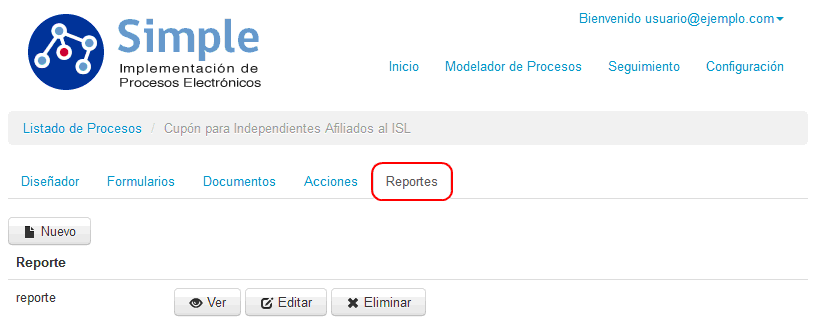 Bienvenido usuario@ejemplo.com
Simple
Implementación de
Procesos Electrónicos
Inicio Modelador de Procesos Seguimiento Configuración
Listado de Procesos / Cupón para Independientes Afiliados al ISL
Diseñador Formularios Documentos Acciones Reportes
Nuevo
Reporte
reporte Ver Editar Eliminar